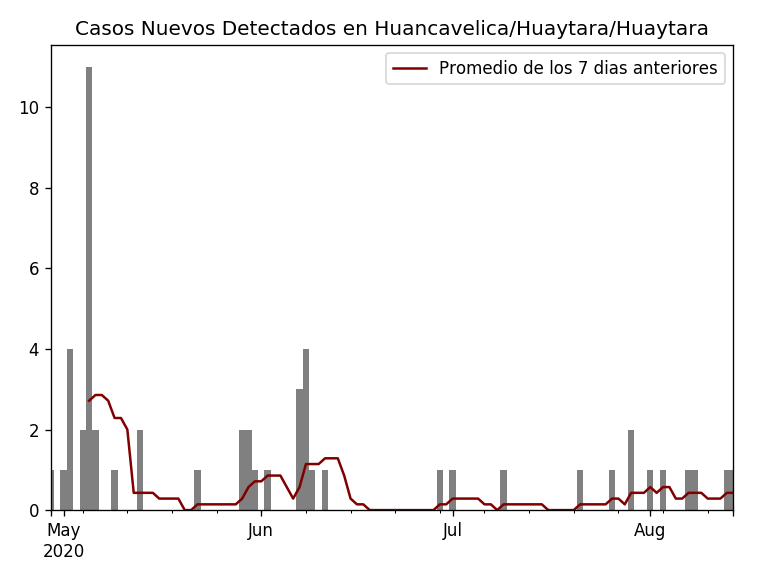 Casos Nuevos Detectados en Huancavelica/Huaytara/Huaytara
Promedio de los 7 dias anteriores
10
8
6
4
2
0
May Jun Jul Aug
2020